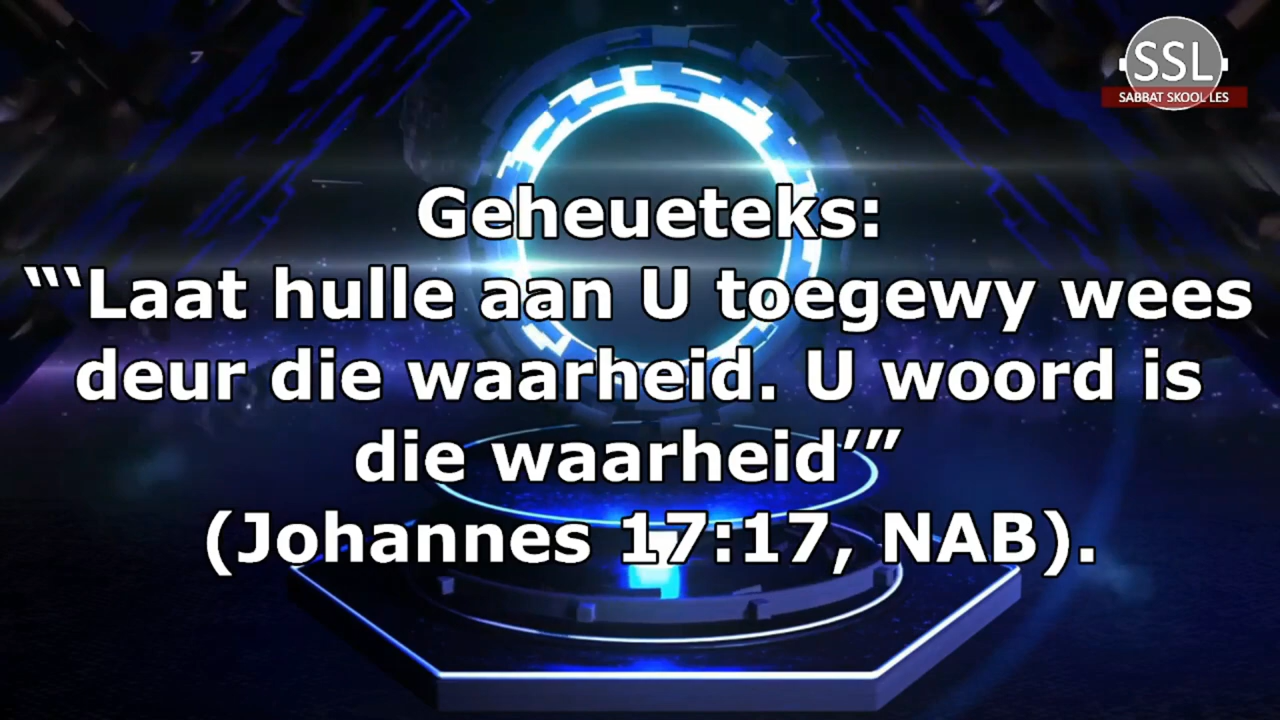 SSL
SABBAT SKOOL LES
Geheueteks:
“‘“Laat hulle aan U toegewy wees
deur die waarheid. U woord is
die waarheid’”
(Johannes 17:17, NAB).